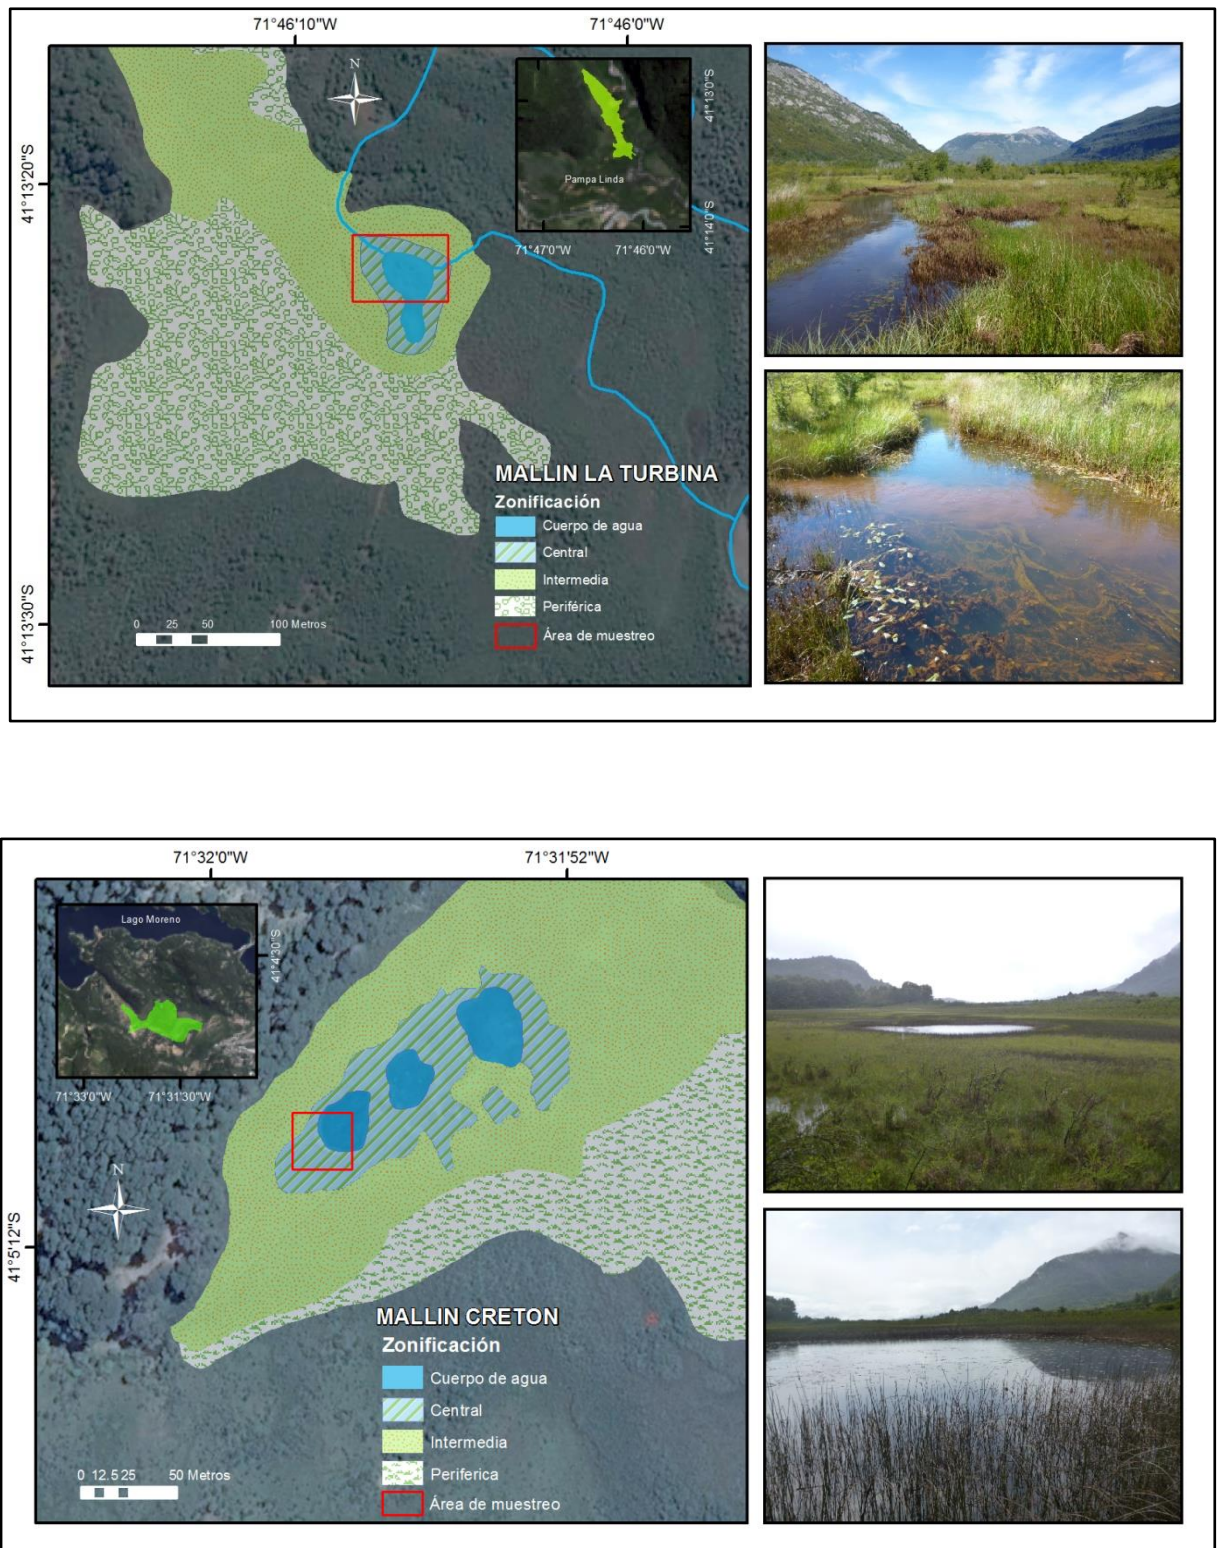 71°46'10"W 71°46'0"W
N
41°13'0"S
41°13'20"S
Pampa Linda
41°14'0"S
71°47'0"W 71°46'0"W
MALLIN LA TURBINA
Zonificación
Cuerpo de agua
Central
Intermedia
Periférica
Área de muestreo
0 25 50 100 Metros
41°13'30"S
71°32'0"W 71°31'52"W
Lago Moreno
41°4'30"S
71°33'0"W 71°31'30"W
N
41°5'12"S
MALLIN CRETON
Zonificación
Cuerpo de agua
Central
Intermedia
Periferica
Área de muestreo
0 12.5 25 50 Metros